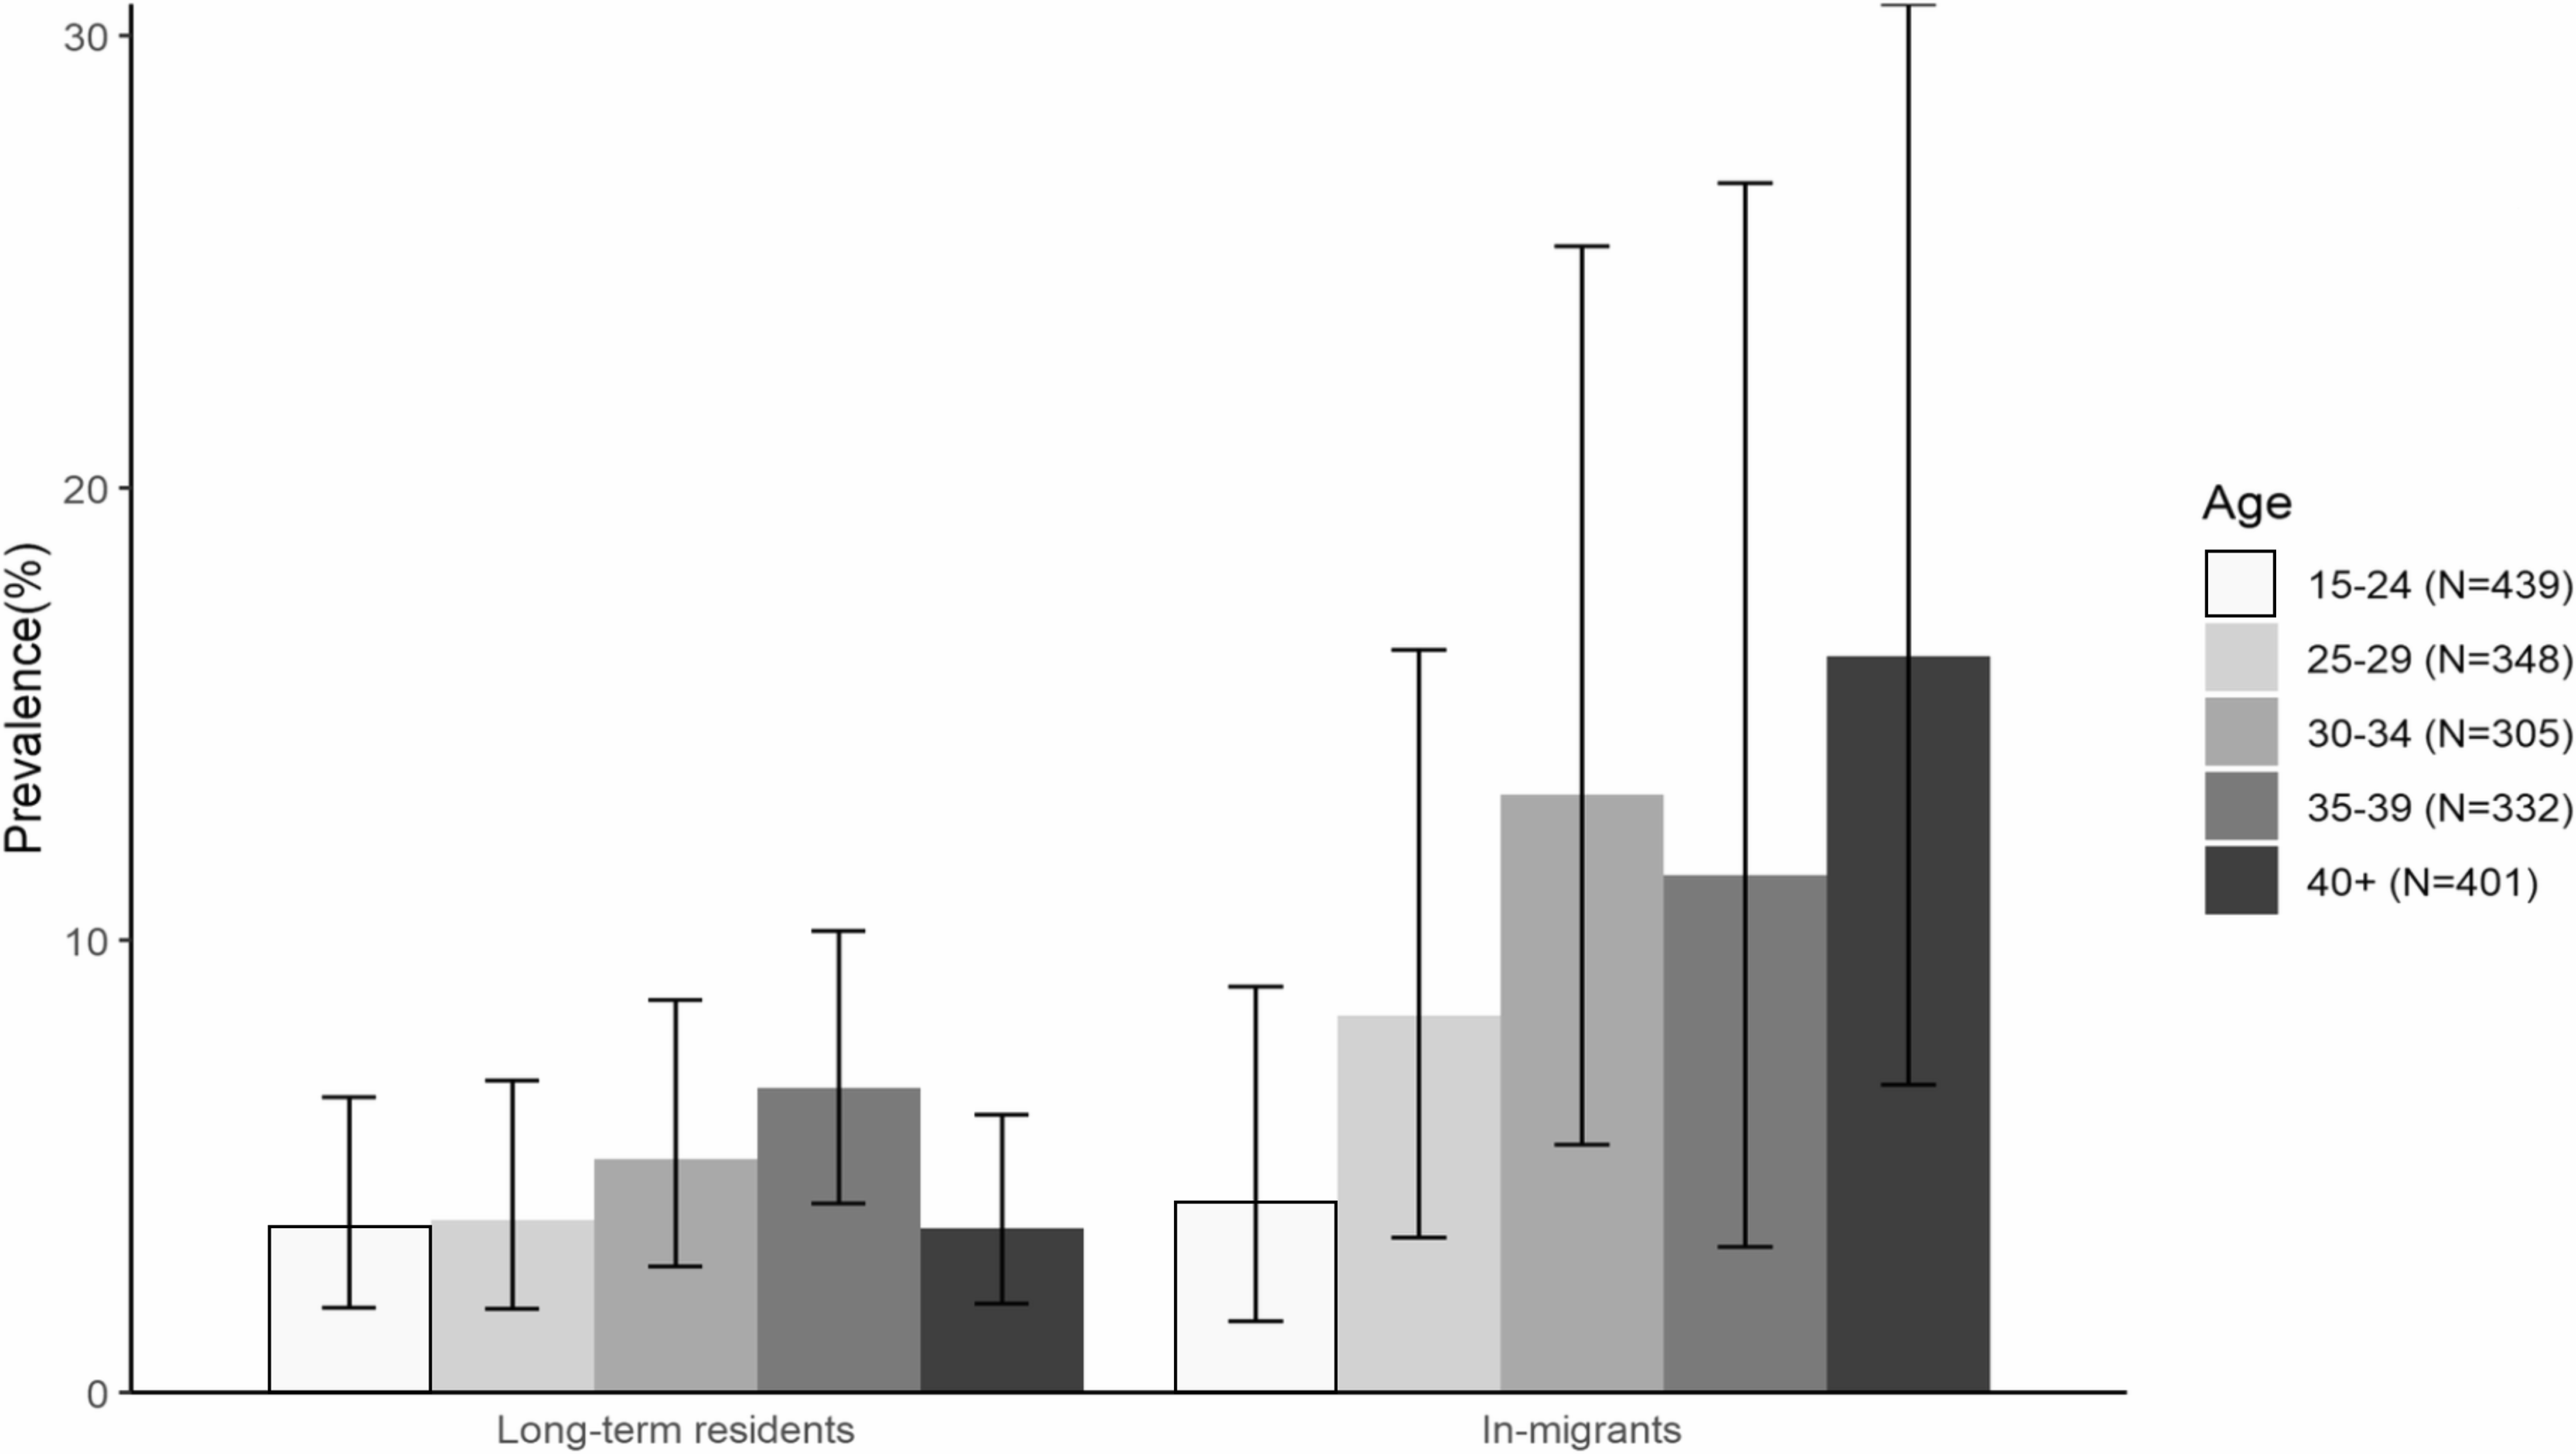 Prevalence(%)
30
20
10
0
Long-term residents
In-migrants
Age
15-24 (N=439)
25-29 (N=348)
30-34 (N=305)
35-39 (N=332)
40+ (N=401)